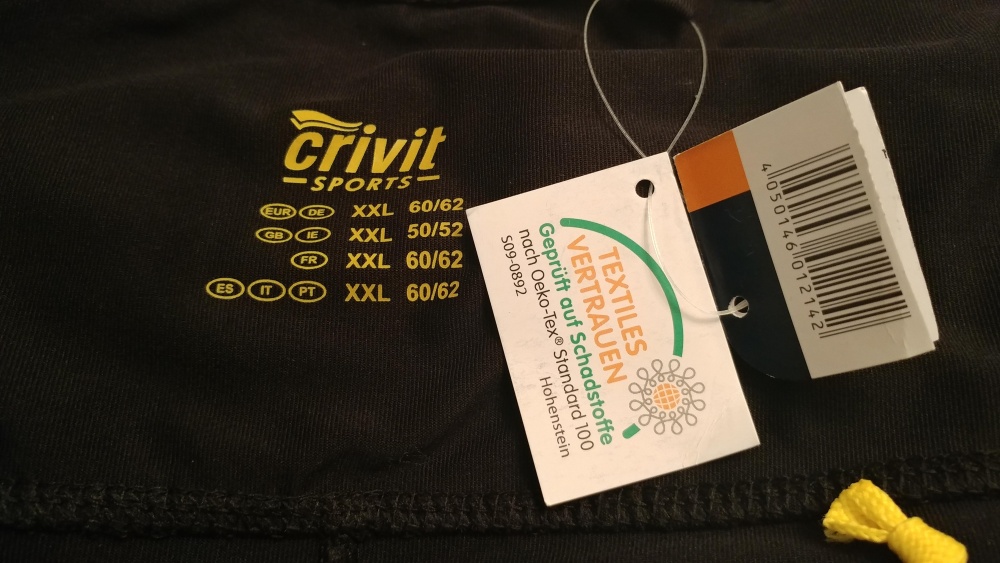 crivit
SPORTS
EUR DE XXL 60/62
GB IE XXL 50/52
FR XXL 60/62
ES IT PT XXL 60/62
TEXTILES
VERTRAUEN
Geprüft auf Schadstoffe
nach Oeko-Tex® Standard 100
S09-0892 Hohenstein
4 050146 012142